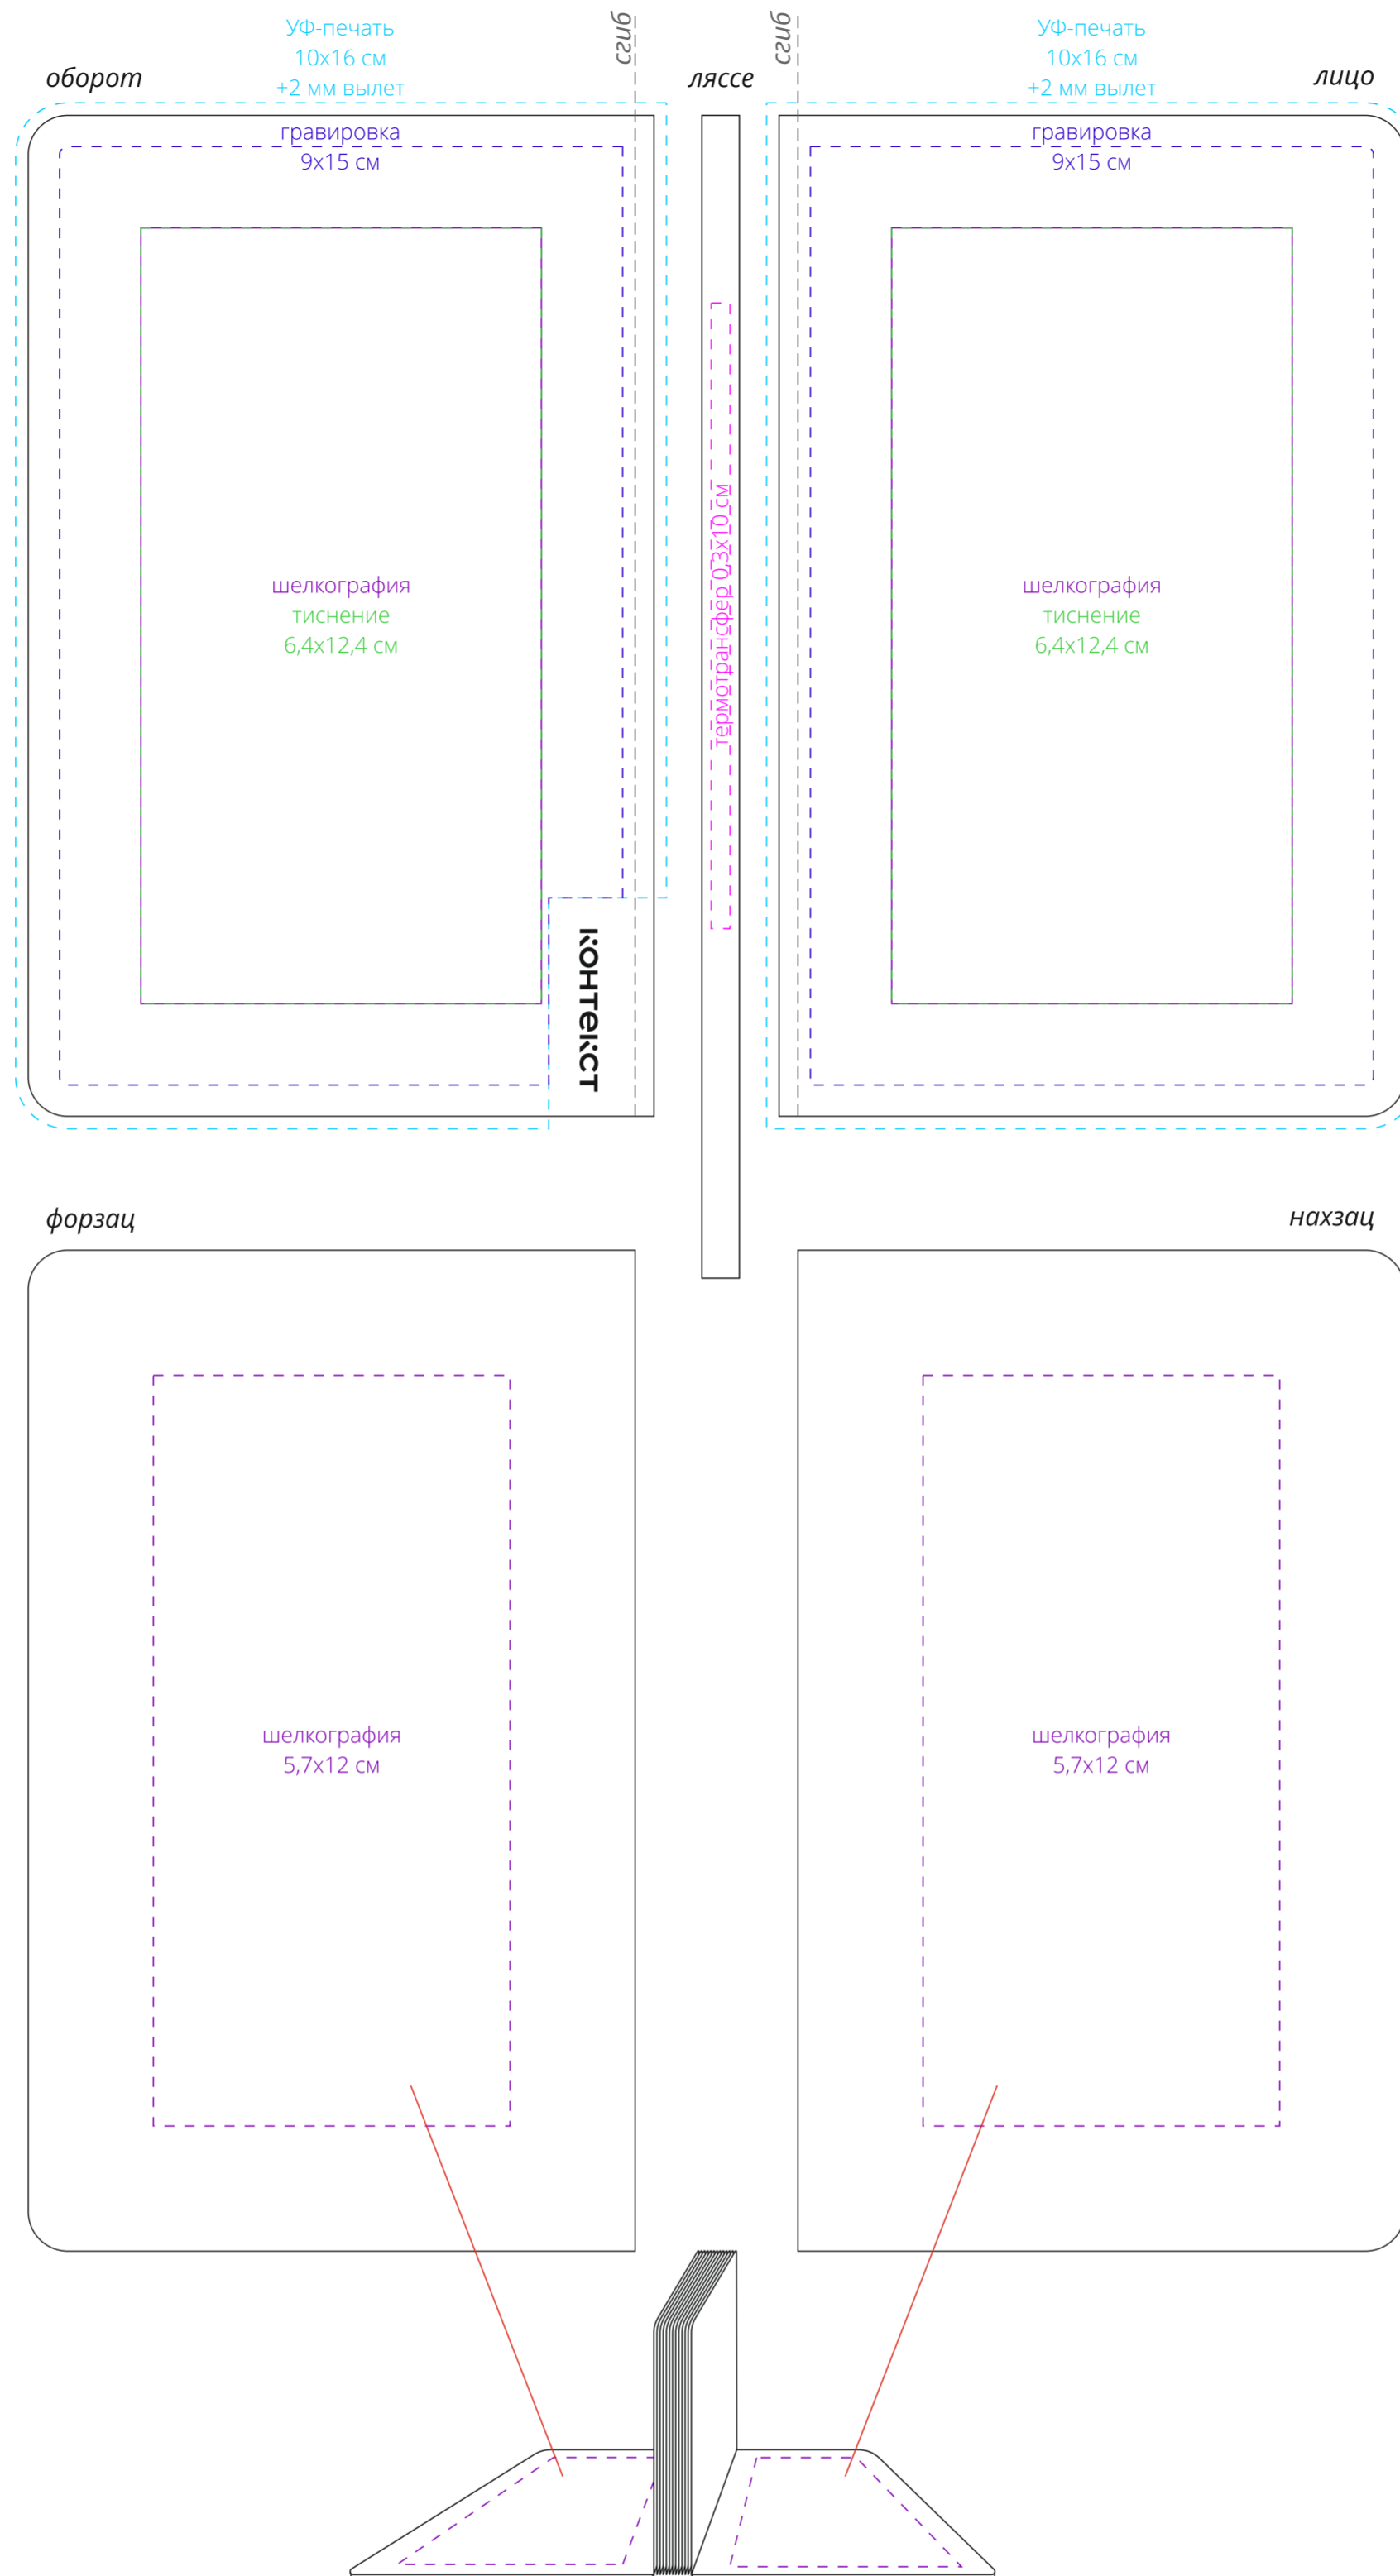 УФ-печать
10х16 см
+2 мм вылет
сгиб
сгиб
УФ-печать
10х16 см
+2 мм вылет
оборот
ляссе
лицо
гравировка
9х15 см
гравировка
9х15 см
шелкография
тиснение
6,4х12,4 см
термотрансфер 0,3х10 см
шелкография
тиснение
6,4х12,4 см
контекст
форзац
нахзац
шелкография
5,7х12 см
шелкография
5,7х12 см